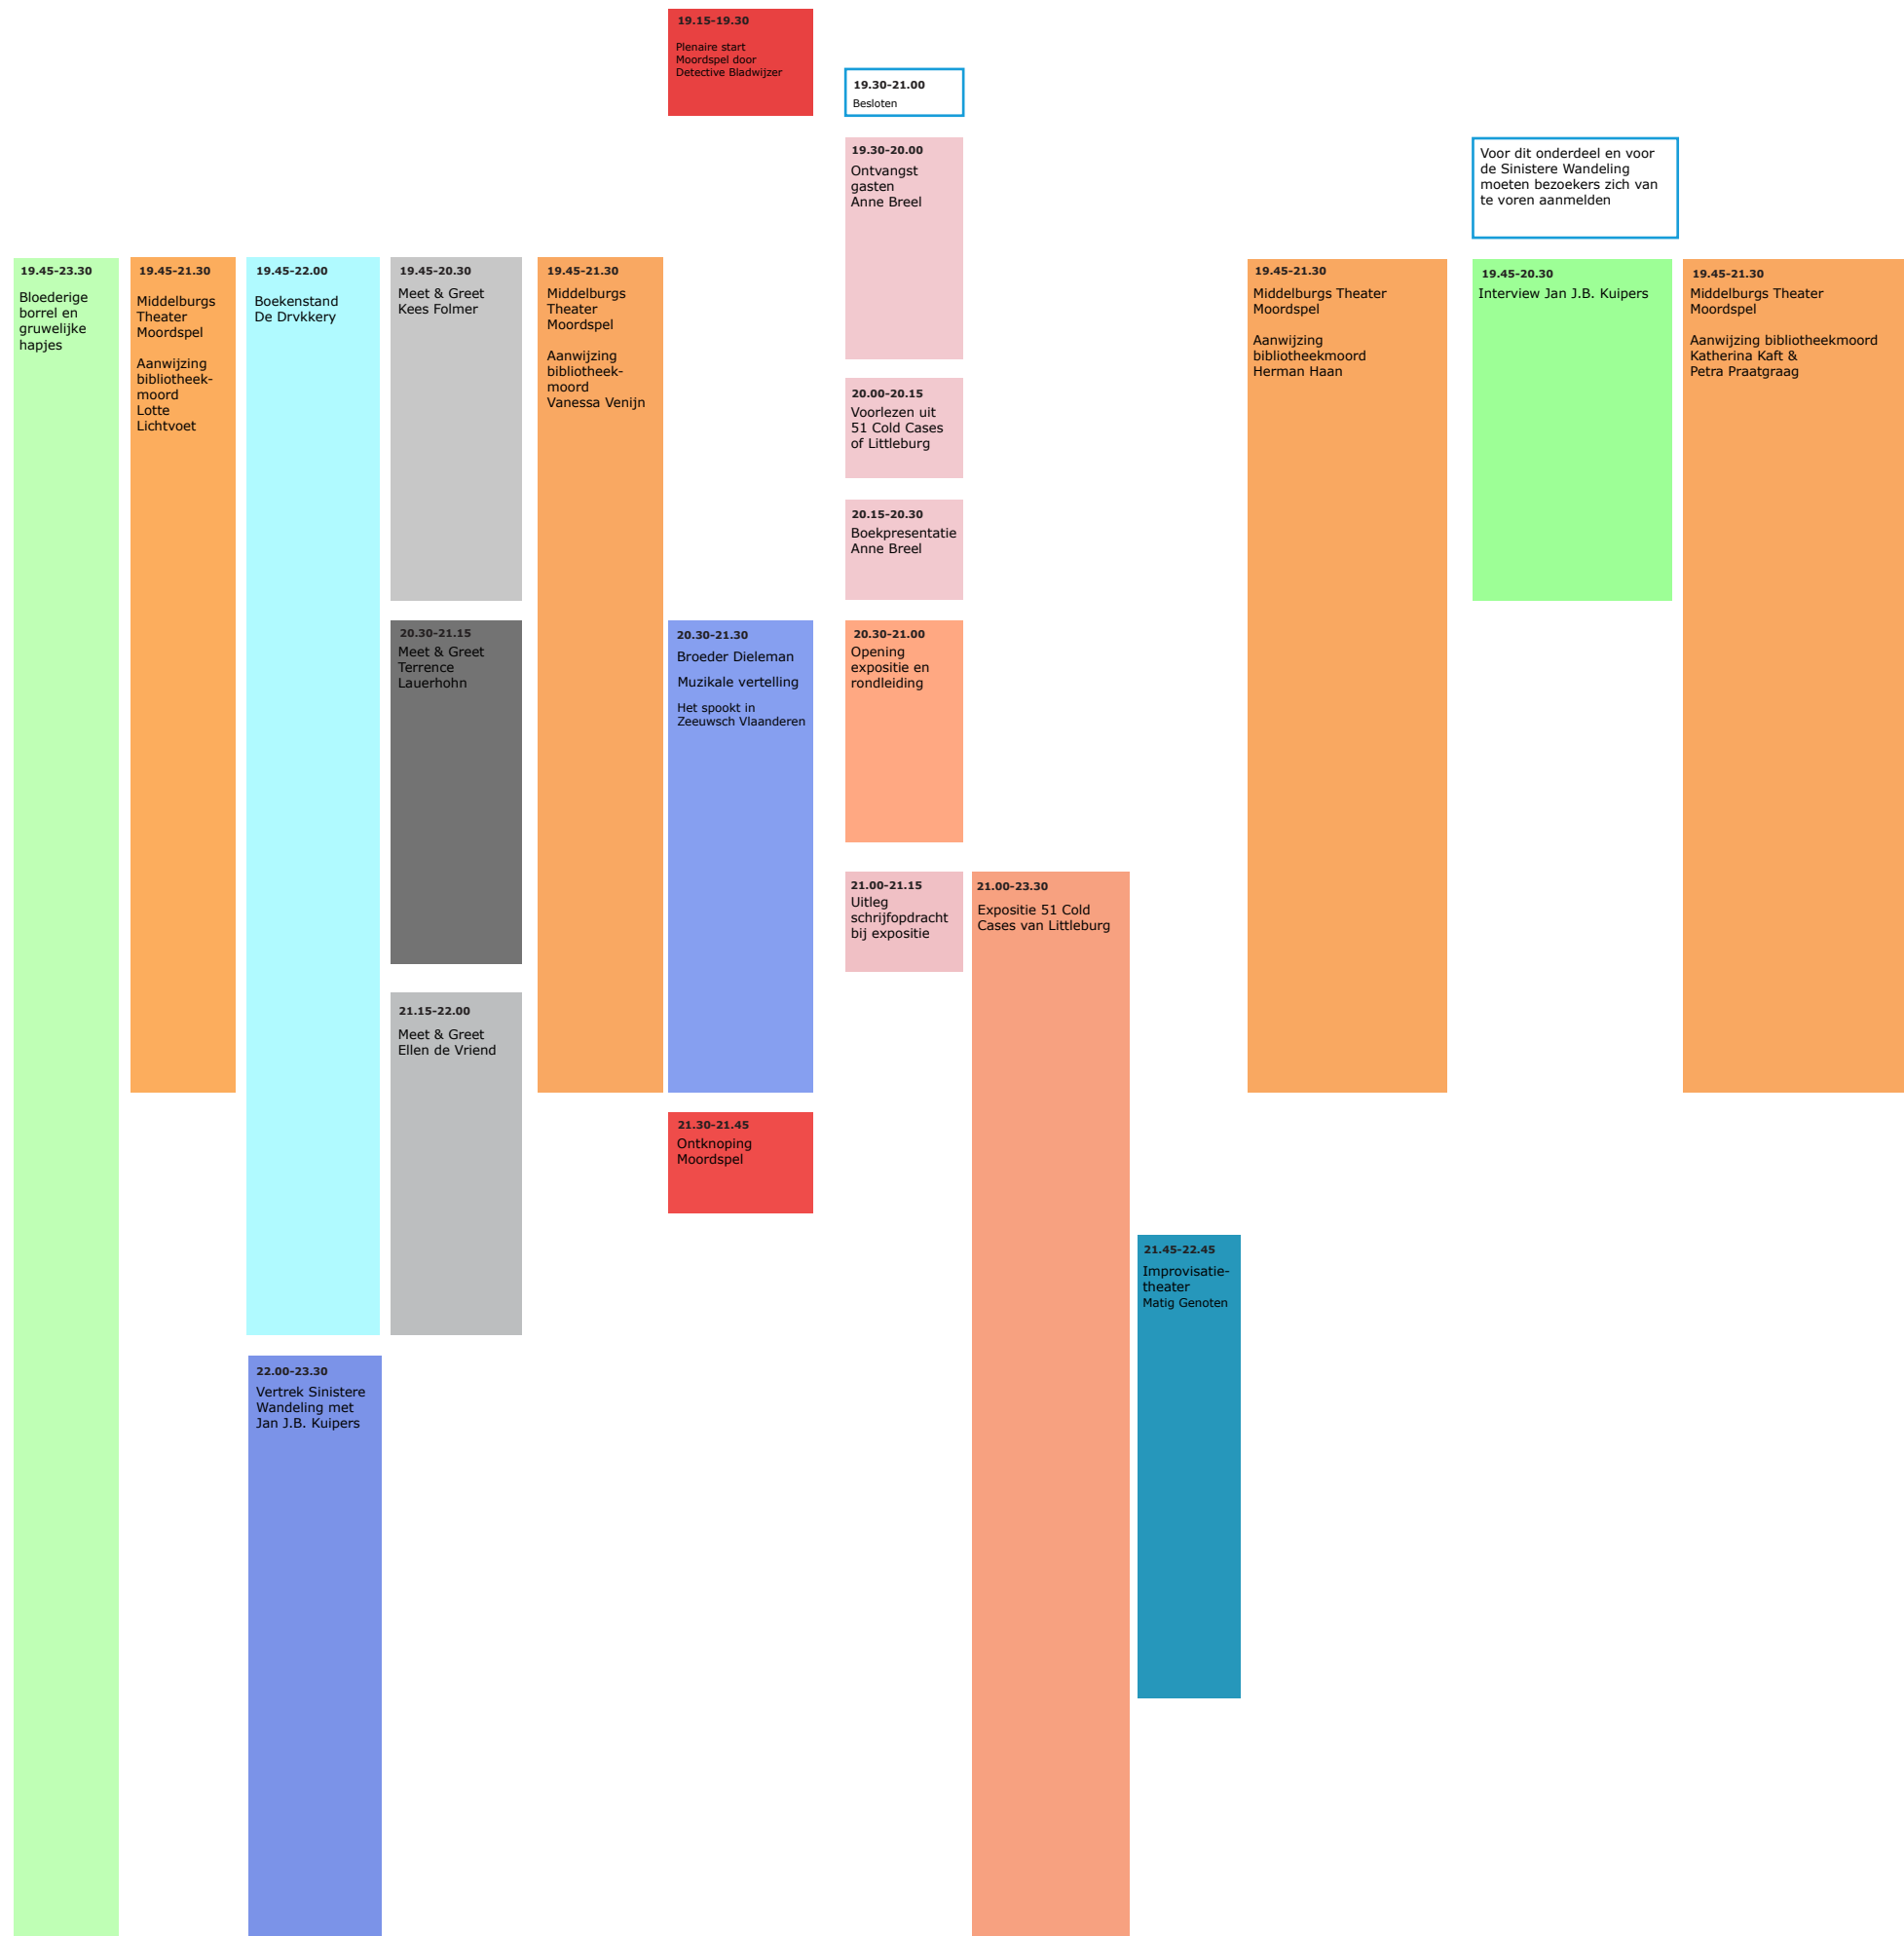 19.15-19.30
Plenaire start
Moordspel door
Detective Bladwijzer
19.30-21.00
Besloten
19.30-20.00
Ontvangst
gasten
Anne Breel
Voor dit onderdeel en voor
de Sinistere Wandeling
moeten bezoekers zich van
te voren aanmelden
19.45-23.30
Bloederige
borrel en
gruwelijke
hapjes
19.45-21.30
Middelburgs
Theater
Moordspel
Aanwijzing
bibliotheek-
moord
Lotte
Lichtvoet
19.45-22.00
Boekenstand
De Drvkkery
19.45-20.30
Meet & Greet
Kees Folmer
19.45-21.30
Middelburgs
Theater
Moordspel
Aanwijzing
bibliotheek-
moord
Vanessa Venijn
19.45-21.30
Middelburgs Theater
Moordspel
Aanwijzing
bibliotheekmoord
Herman Haan
19.45-20.30
Interview Jan J.B. Kuipers
19.45-21.30
Middelburgs Theater
Moordspel
Aanwijzing bibliotheekmoord
Katherina Kaft &
Petra Praatgraag
20.00-20.15
Voorlezen uit
51 Cold Cases
of Littleburg
20.15-20.30
Boekpresentatie
Anne Breel
20.30-21.15
Meet & Greet
Terrence
Lauerhohn
20.30-21.30
Broeder Dieleman
Muzikale vertelling
Het spookt in
Zeeuwsch Vlaanderen
20.30-21.00
Opening
expositie en
rondleiding
21.00-21.15
Uitleg
schrijfopdracht
bij expositie
21.00-23.30
Expositie 51 Cold
Cases van Littleburg
21.15-22.00
Meet & Greet
Ellen de Vriend
21.30-21.45
Ontknoping
Moordspel
21.45-22.45
Improvisatie-
theater
Matig Genoten
22.00-23.30
Vertrek Sinistere
Wandeling met
Jan J.B. Kuipers